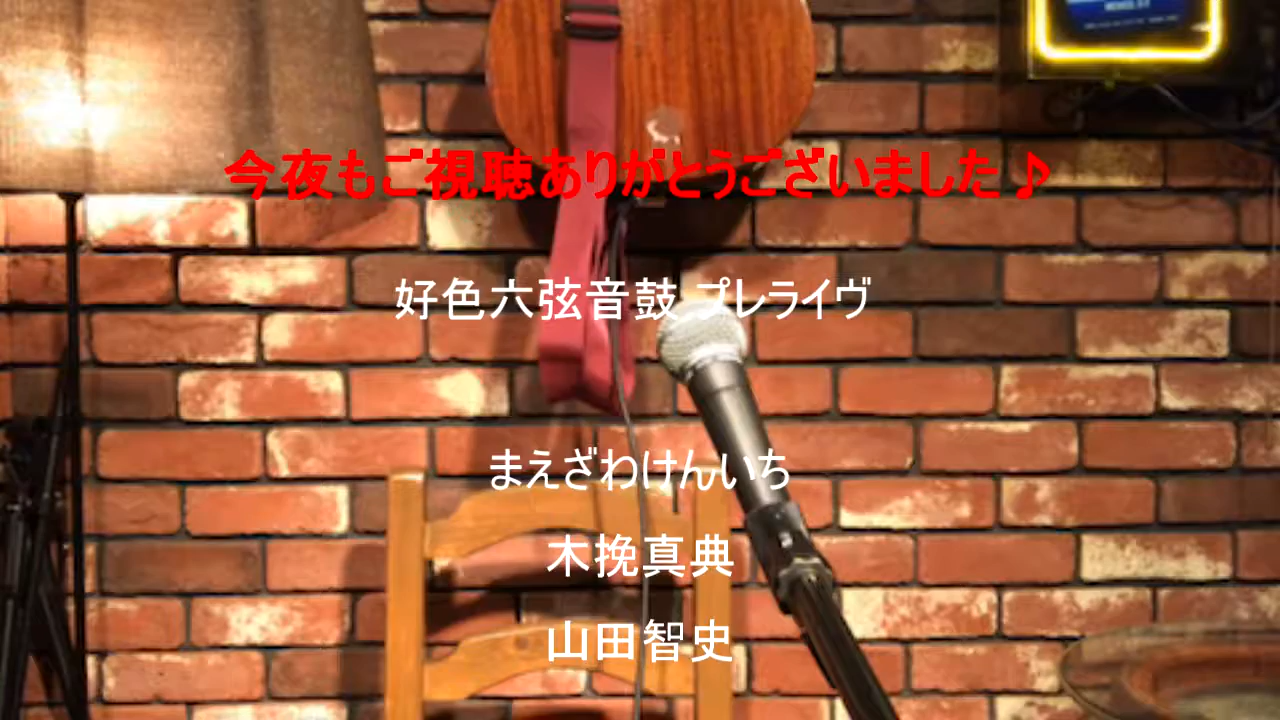 今夜もご視聴ありがとうございました♪
好色六弦音鼓 プレライヴ
まえざわけんいち
木挽真典
山田智史